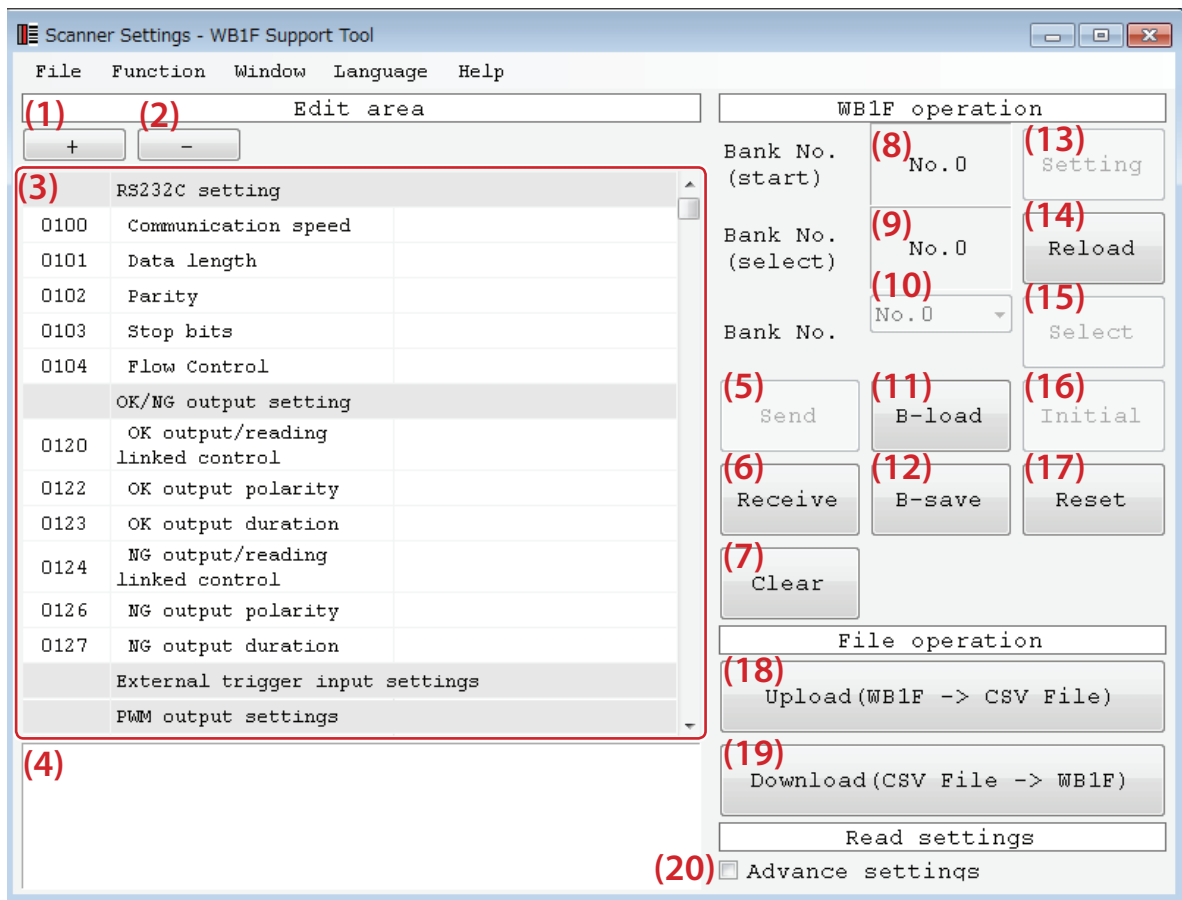 Scanner Settings - WB1F Support Tool
File Function Window Language Help
Edit area
(1) (2)
+ -
(3) RS232C setting
0100 Communication speed
0101 Data length
0102 Parity
0103 Stop bits
0104 Flow Control
OK/NG output setting
0120 OK output/reading
linked control
0122 OK output polarity
0123 OK output duration
0124 NG output/reading
linked control
0126 NG output polarity
0127 NG output duration
External trigger input settings
PWM output settings
(4)
WB1F operation
Bank No.
(start)
(8) No.0
(13) Setting
Bank No.
(select)
(9) No.0
(14) Reload
Bank No.
(10) No.0
(15) Select
(5) Send
(11) B-load
(16) Initial
(6) Receive
(12) B-save
(17) Reset
(7) Clear
File operation
(18)
Upload(WB1F -> CSV File)
(19)
Download(CSV File -> WB1F)
Read settings
(20) Advance settings